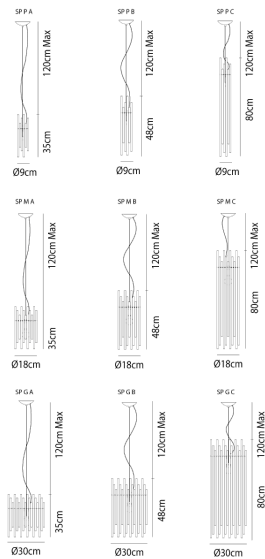 SP P A
120cm Max
35cm
Ø9cm
SP P B
120cm Max
48cm
Ø9cm
SP P C
120cm Max
80cm
Ø9cm
SP M A
120cm Max
35cm
Ø18cm
SP M B
120cm Max
48cm
Ø18cm
SP M C
120cm Max
80cm
Ø18cm
SP G A
120cm Max
35cm
Ø30cm
SP G B
120cm Max
48cm
Ø30cm
SP G C
120cm Max
80cm
Ø30cm